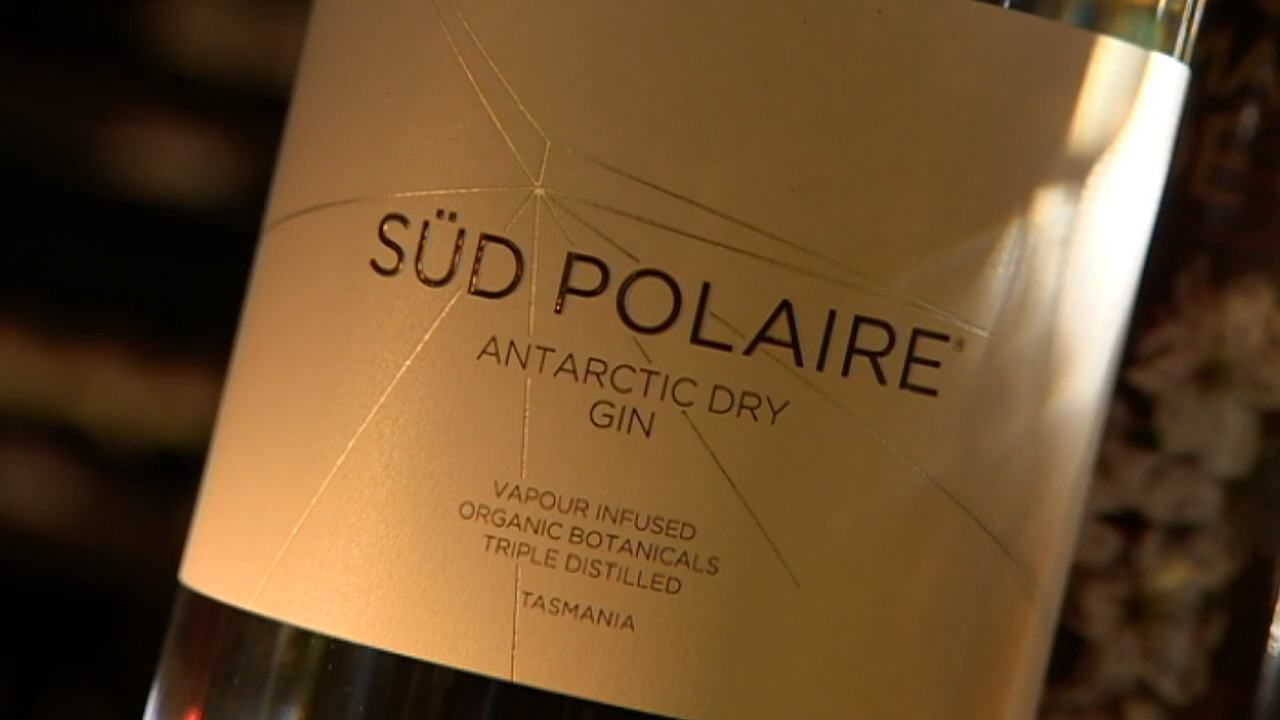 SÜD POLAIRE®
ANTARCTIC DRY
GIN
VAPOUR INFUSED
ORGANIC BOTANICALS
TRIPLE DISTILLED
TASMANIA